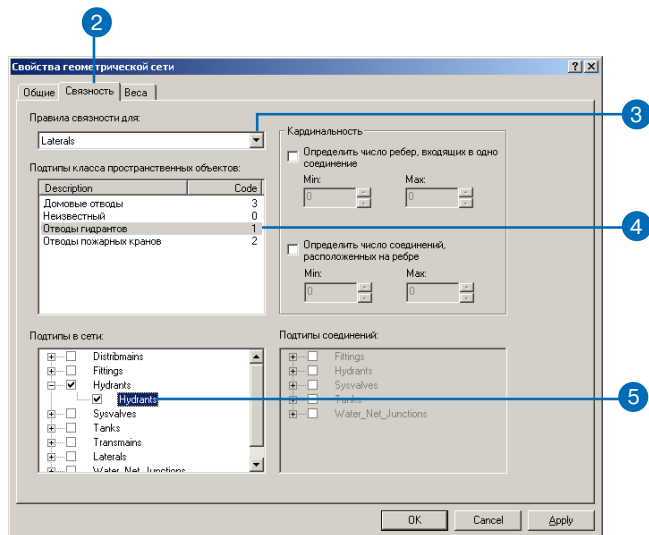 2
Свойства геометрической сети
Общие Связность Веса
Правила связности для:
3
Laterals
Кардинальность
Определить число ребер, входящих в одно
соединение
Min: Max:
0 0
Подтипы класса пространственных объектов:
Description Code
Домовые отводы 3
Неизвестный 0
Отводы гидрантов 1
4
Отводы пожарных кранов 2
Определить число соединений,
расположенных на ребре
Min: Max:
0 0
Подтипы в сети:
Distribmains
Fittings
Hydrants
Hydrants
5
Sysvalves
Tanks
Transmains
Laterals
Water_Net_Junctions
Подтипы соединений:
Fittings
Hydrants
Sysvalves
Tanks
Water_Net_Junctions
OK Cancel Apply